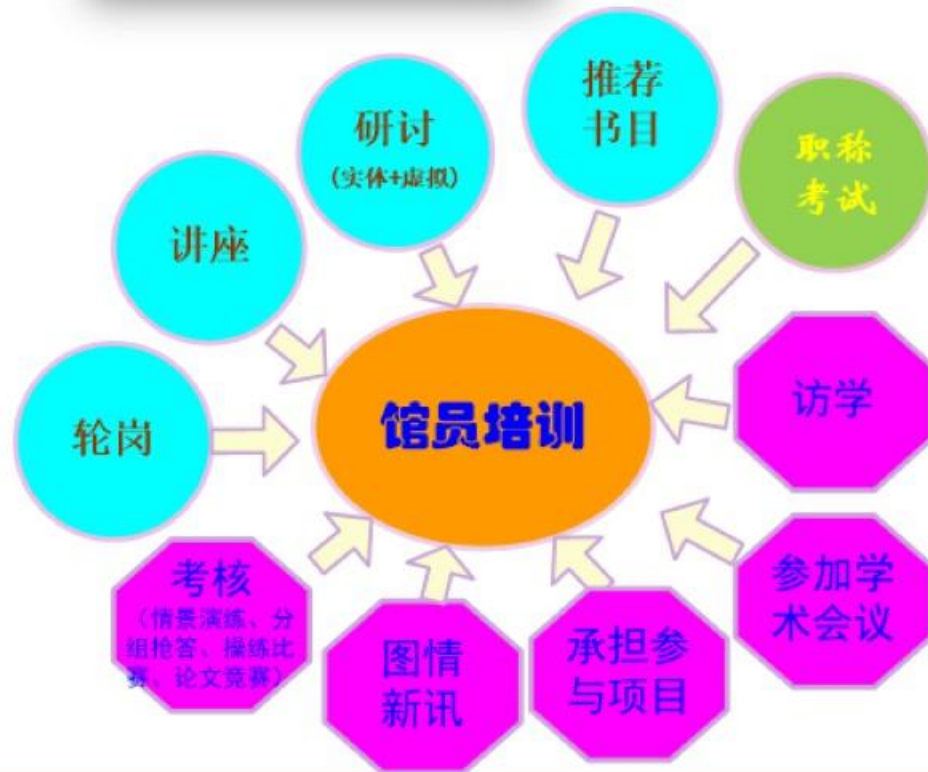 推荐
书目
研讨
(实体+虚拟)
职称
考试
讲座
轮岗
馆员培训
访学
考核
（情景演练、分
组抢答、操练比
赛、论文竞赛）
图情
新讯
承担参
与项目
参加学
术会议